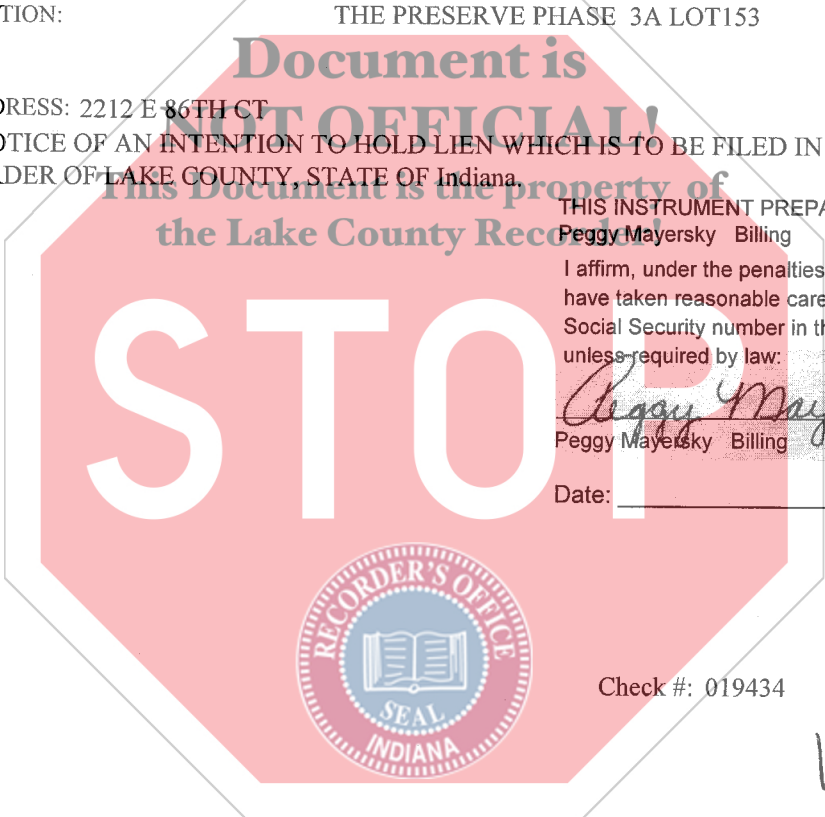 TION: THE PRESERVE PHASE 3A LOT153
Document is
DRESS: 2212 E 86TH CT
NOT OFFICIAL!
OTICE OF AN INTENTION TO HOLD LIEN WHICH IS TO BE FILED IN
DER OF LAKE COUNTY, STATE OF Indiana.
This Document is the property of
the Lake County Recorder!
THIS INSTRUMENT PREPA
Peggy Mayersky Billing
I affirm, under the penalties
have taken reasonable care
Social Security number in th
unless required by law:
Peggy May
Peggy Mayersky Billing
Date:
STOP
RECORDER'S OFFICE
SEAL
INDIANA
Check #: 019434